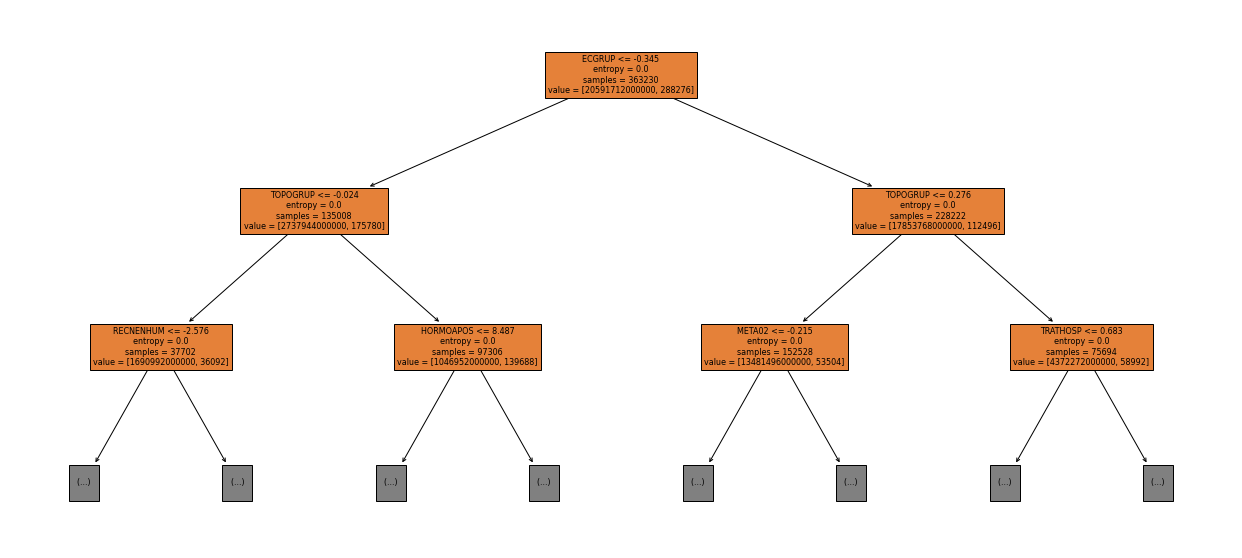 ECGRUP <= -0.345
entropy = 0.0
samples = 363230
value = [20591712000000, 288276]
TOPOGRUP <= -0.024
entropy = 0.0
samples = 135008
value = [2737944000000, 175780]
TOPOGRUP <= 0.276
entropy = 0.0
samples = 228222
value = [17853768000000, 112496]
RECNENHUM <= -2.576
entropy = 0.0
samples = 37702
value = [1690992000000, 36092]
HORMOAPOS <= 8.487
entropy = 0.0
samples = 97306
value = [1046952000000, 139688]
META02 <= -0.215
entropy = 0.0
samples = 152528
value = [13481496000000, 53504]
TRATHOSP <= 0.683
entropy = 0.0
samples = 75694
value = [4372272000000, 58992]
(...)
(...)
(...)
(...)
(...)
(...)
(...)
(...)